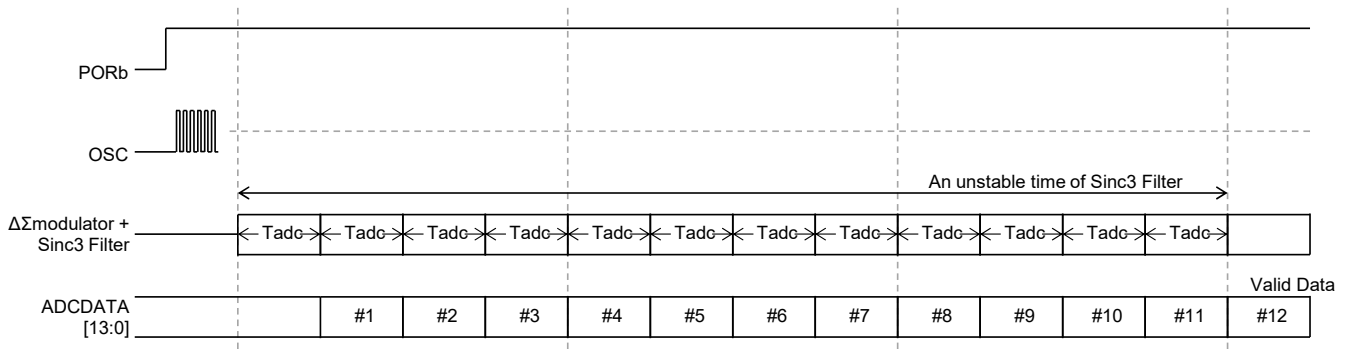 PORb
OSC
An unstable time of Sinc3 Filter
ΔΣmodulator +
Sinc3 Filter
Tadc Tadc Tadc Tadc Tadc Tadc Tadc Tadc Tadc Tadc Tadc Tadc
Valid Data
ADCDATA
[13:0]
#1 #2 #3 #4 #5 #6 #7 #8 #9 #10 #11 #12